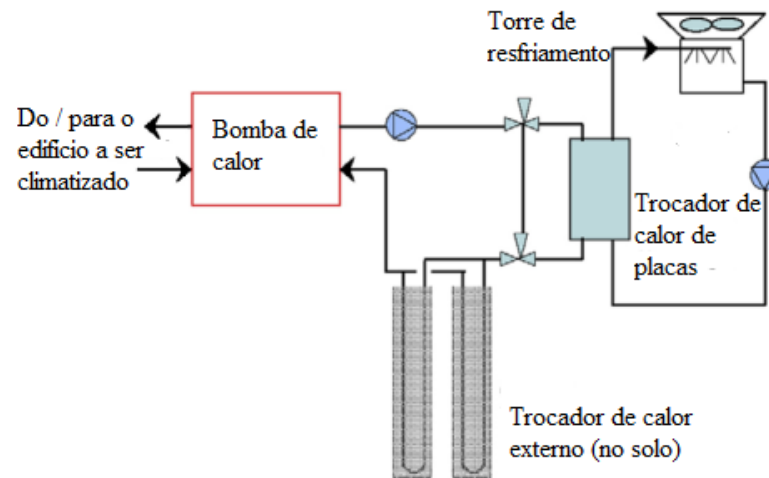 Torre de
resfriamento
Do / para o
edifício a ser
climatizado
Bomba de
calor
Trocador de
calor de
placas
Trocador de calor
externo (no solo)